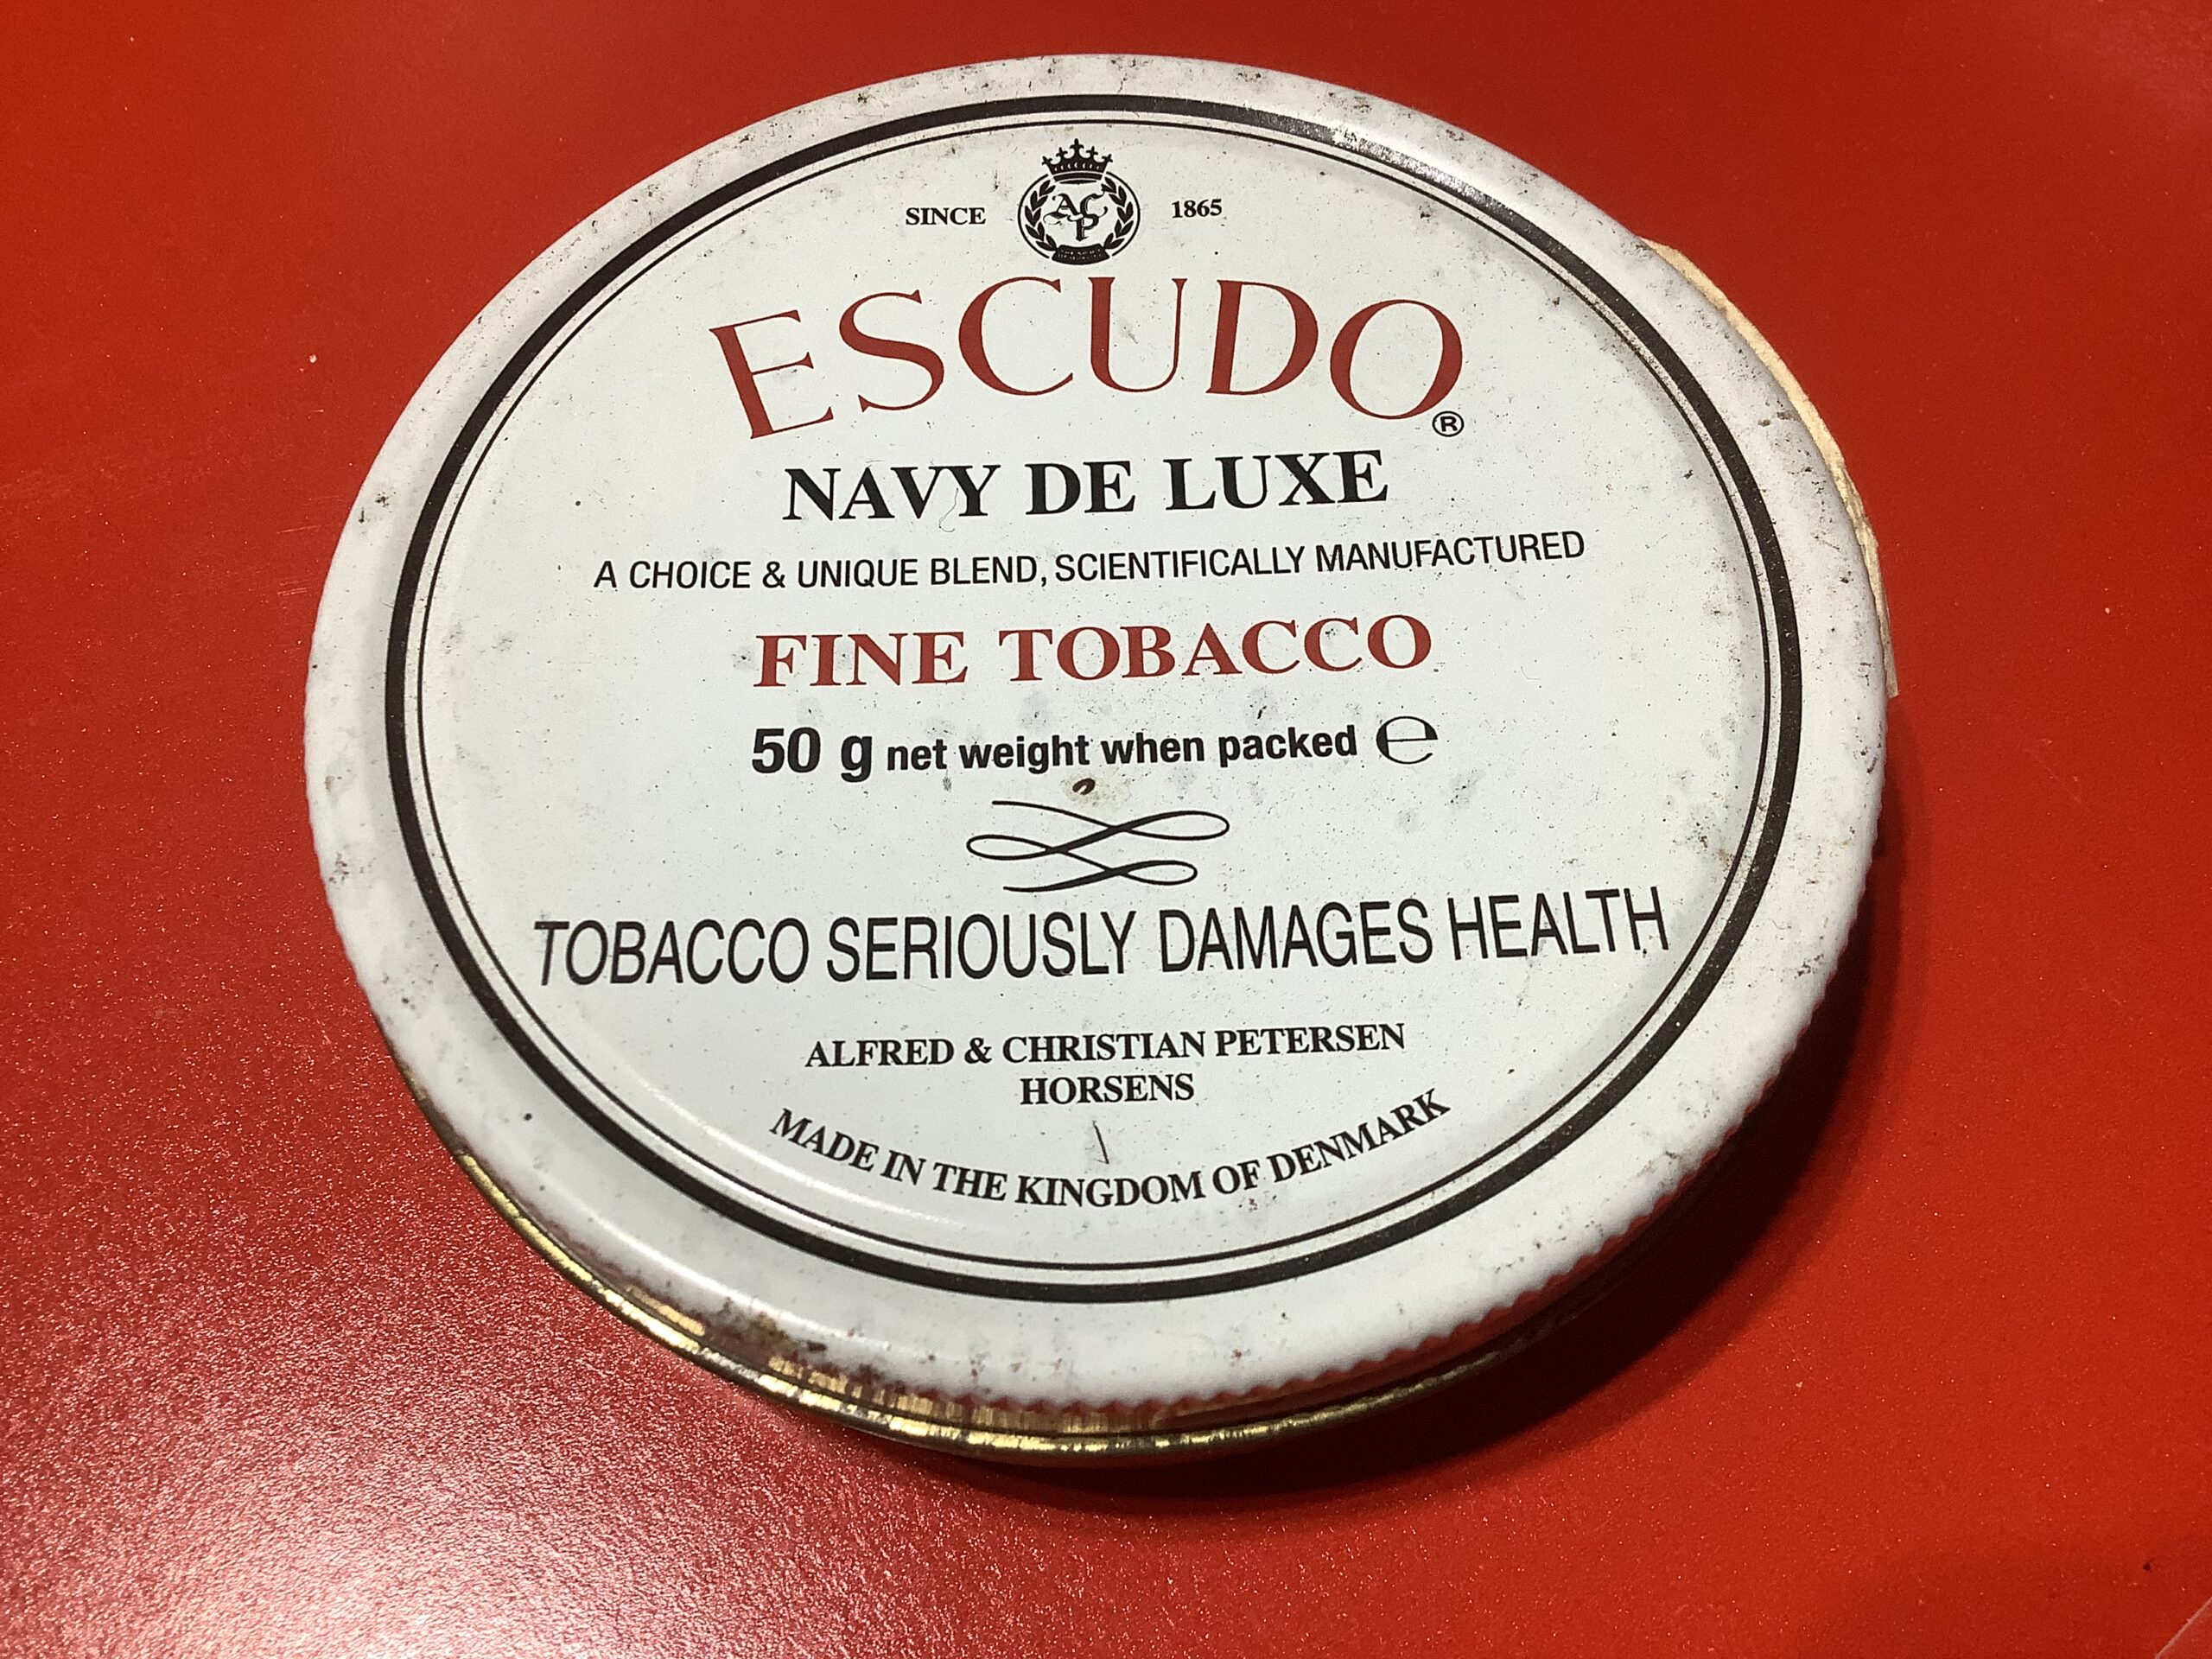 SINCE ACP 1865
ESCUDO®
NAVY DE LUXE
A CHOICE & UNIQUE BLEND, SCIENTIFICALLY MANUFACTURED
FINE TOBACCO
50 g net weight when packed ℮
TOBACCO SERIOUSLY DAMAGES HEALTH
ALFRED & CHRISTIAN PETERSEN
HORSENS
MADE IN THE KINGDOM OF DENMARK